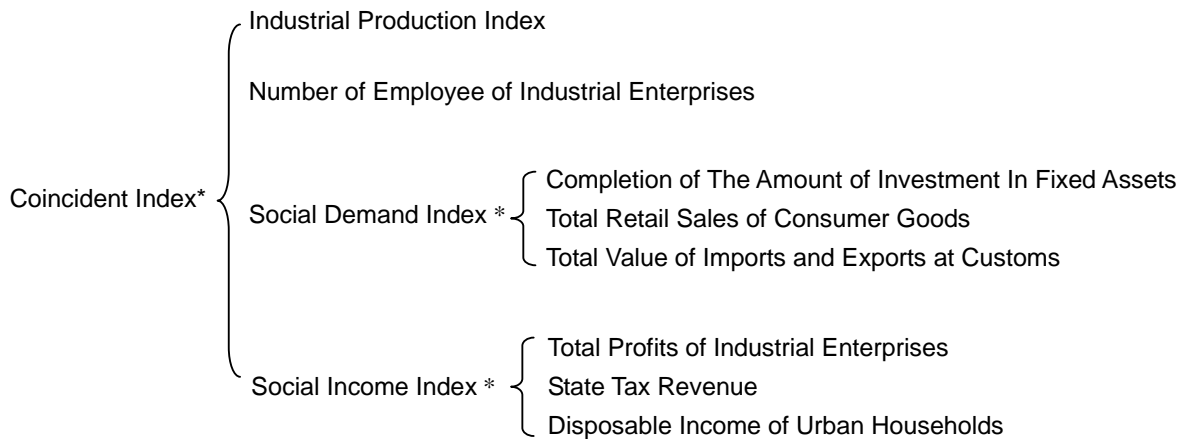 Industrial Production Index
Number of Employee of Industrial Enterprises
Coincident Index*
Social Demand Index *
Completion of The Amount of Investment In Fixed Assets
Total Retail Sales of Consumer Goods
Total Value of Imports and Exports at Customs
Social Income Index *
Total Profits of Industrial Enterprises
State Tax Revenue
Disposable Income of Urban Households